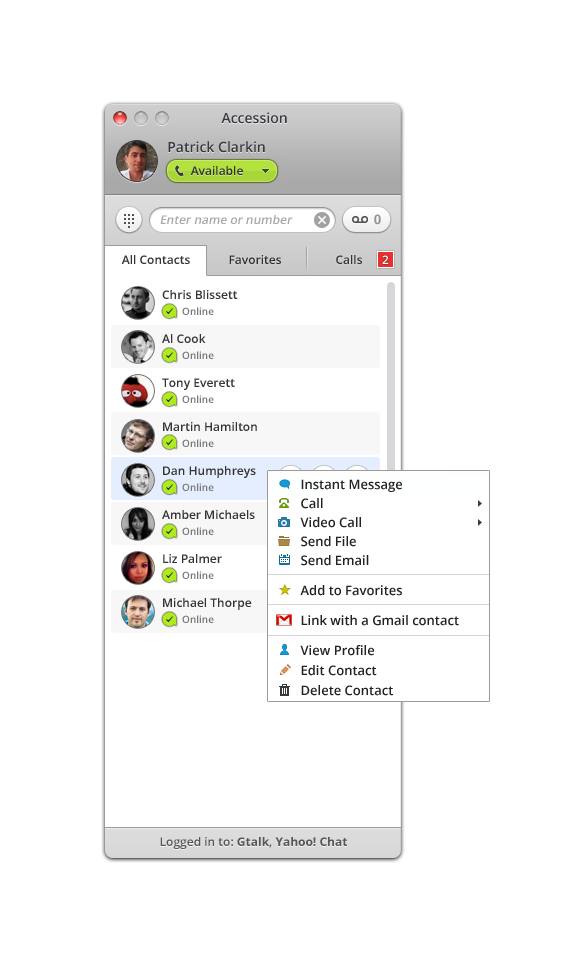 Accession
Patrick Clarkin
Available
Enter name or number
0
All Contacts
Favorites
Calls
2
Chris Blissett
Online
Al Cook
Online
Tony Everett
Online
Martin Hamilton
Online
Dan Humphreys
Online
Amber Michaels
Online
Liz Palmer
Online
Michael Thorpe
Online
Instant Message
Call
Video Call
Send File
Send Email
Add to Favorites
Link with a Gmail contact
View Profile
Edit Contact
Delete Contact
Logged in to: Gtalk, Yahoo! Chat